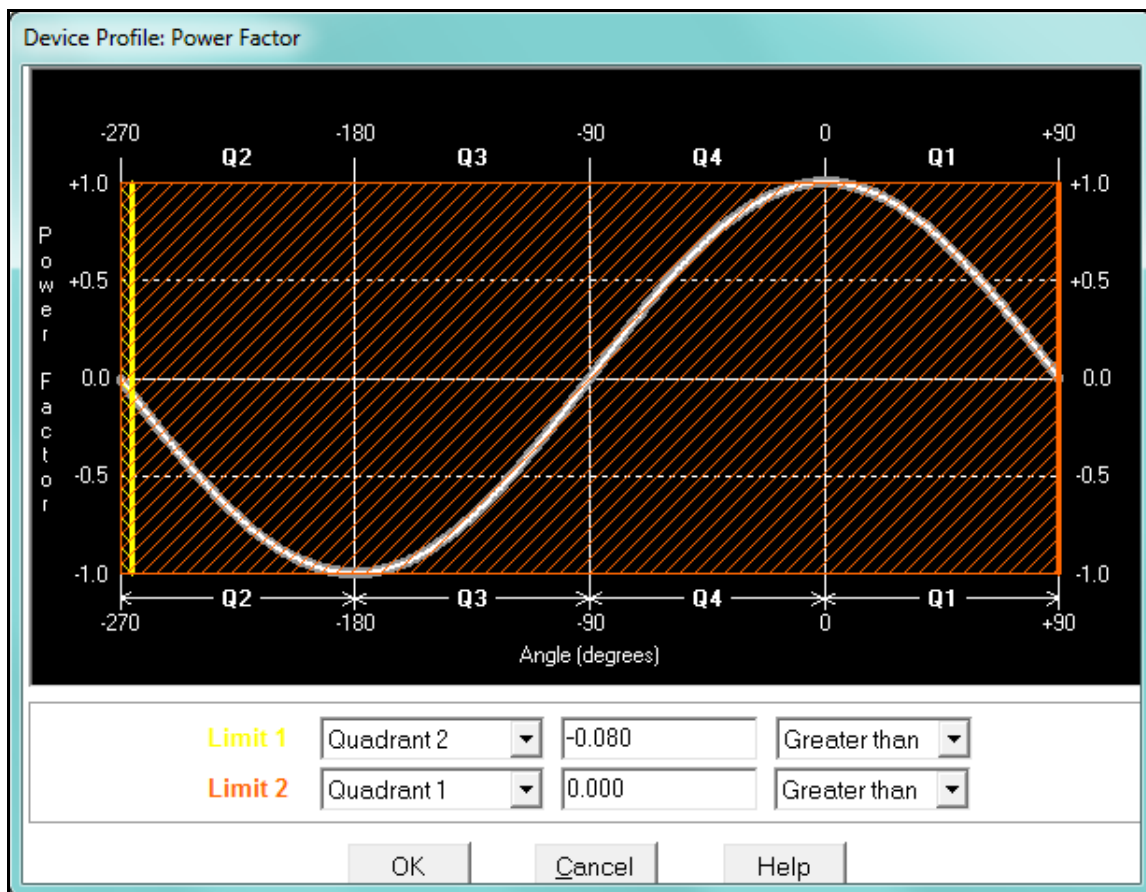 Device Profile: Power Factor
-270 -180 -90 0 +90
Q2 Q3 Q4 Q1
+1.0 +1.0
+0.5 +0.5
0.0 0.0
-0.5 -0.5
-1.0 -1.0
Power Factor
Q2 Q3 Q4 Q1
-270 -180 -90 0 +90
Angle (degrees)
Limit 1 Quadrant 2 -0.080 Greater than
Limit 2 Quadrant 1 0.000 Greater than
OK Cancel Help